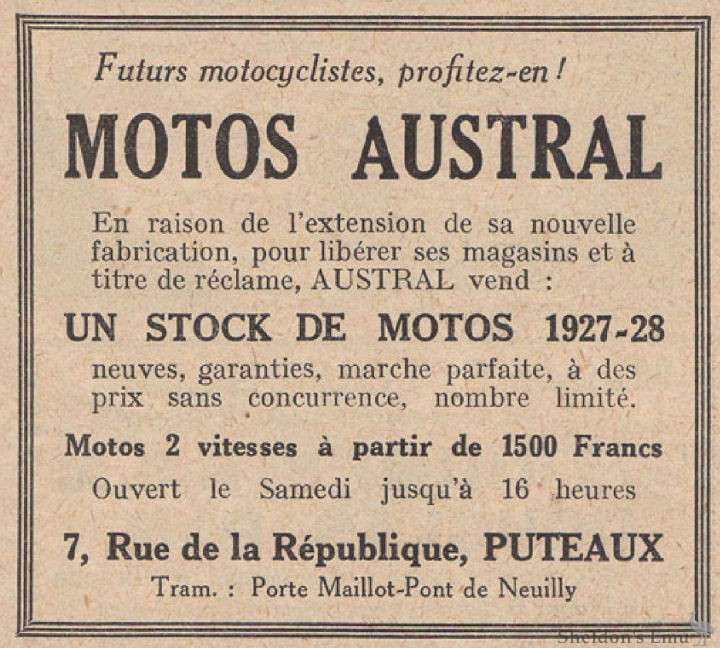 Futurs motocyclistes, profitez-en !
MOTOS AUSTRAL
En raison de l'extension de sa nouvelle
fabrication, pour libérer ses magasins et à
titre de réclame, AUSTRAL vend :
UN STOCK DE MOTOS 1927-28
neuves, garanties, marche parfaite, à des
prix sans concurrence, nombre limité.
Motos 2 vitesses à partir de 1500 Francs
Ouvert le Samedi jusqu'à 16 heures
7, Rue de la République, PUTEAUX
Tram. : Porte Maillot-Pont de Neuilly
Sheldon's Emu